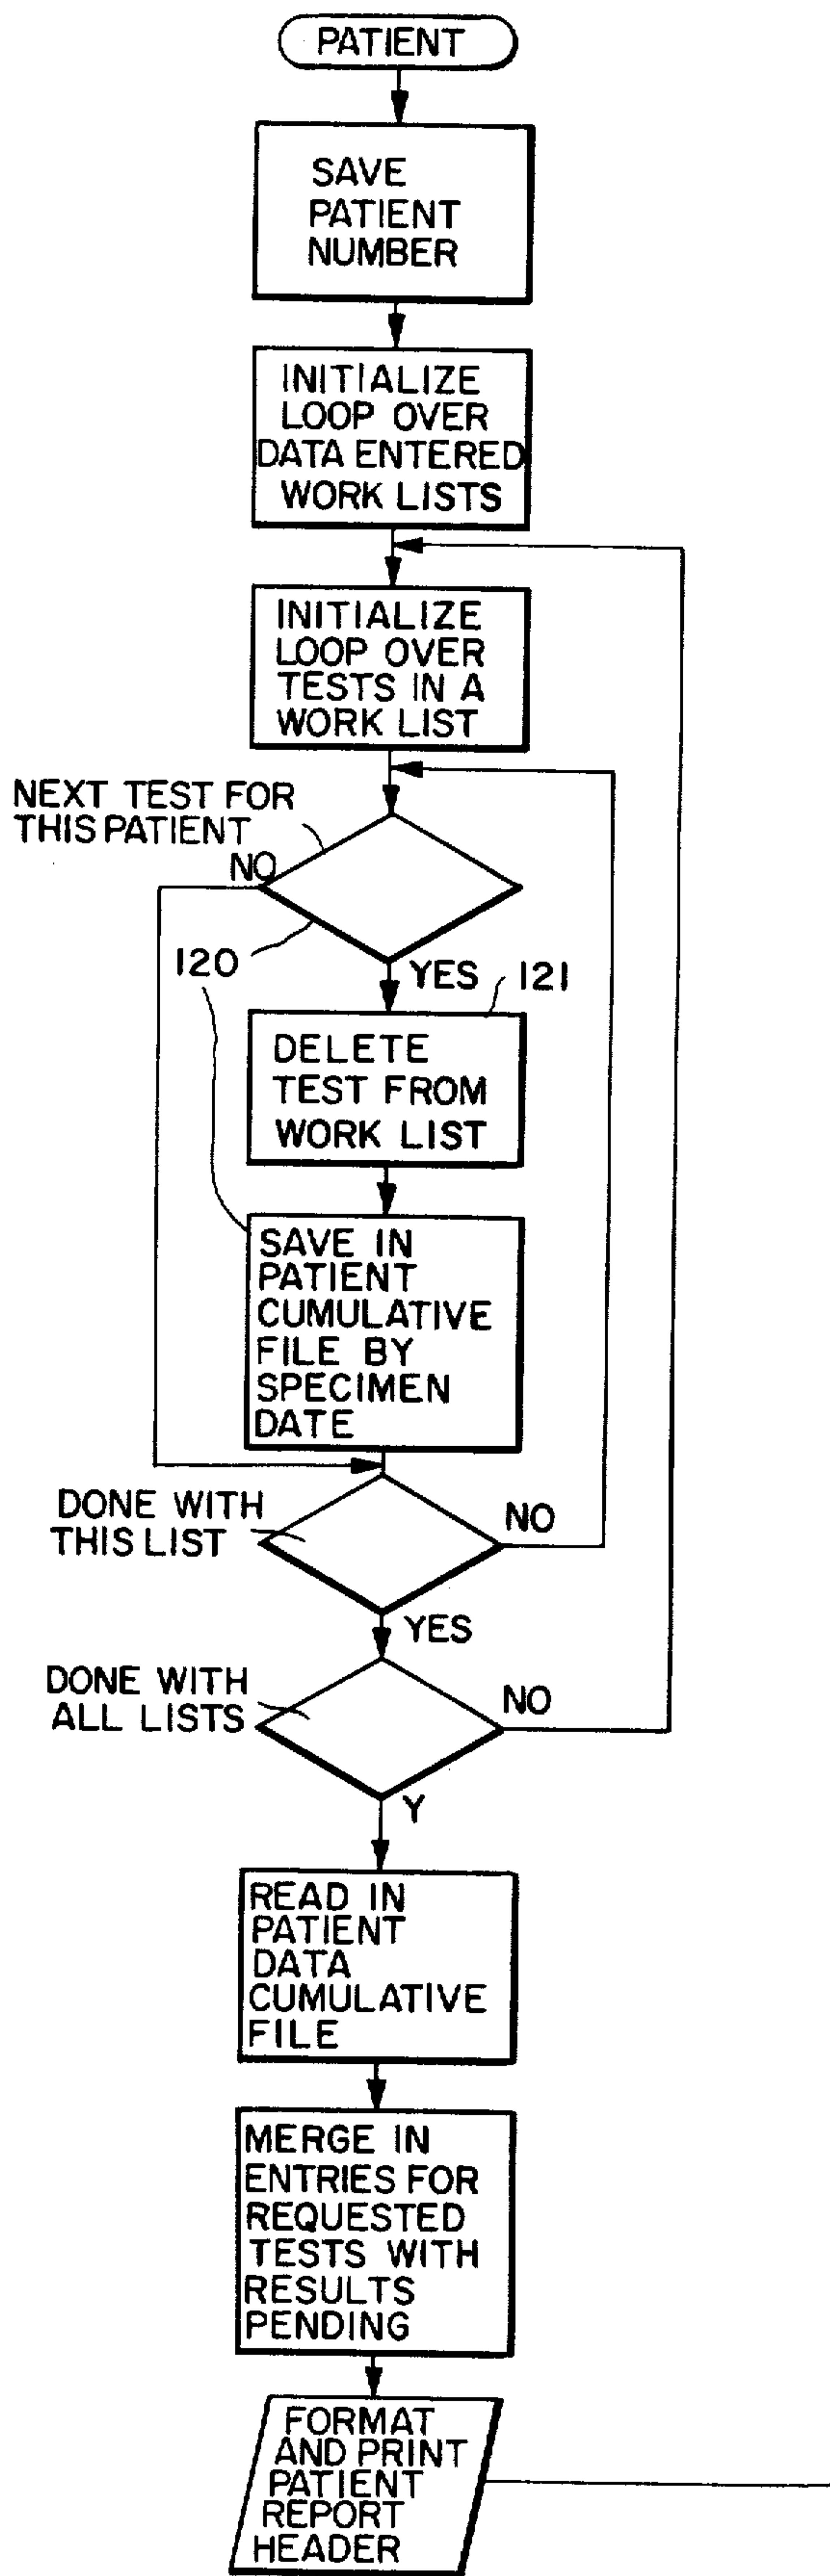 PATIENT
SAVE
PATIENT
NUMBER
INITIALIZE
LOOP OVER
DATA ENTERED
WORK LISTS
INITIALIZE
LOOP OVER
TESTS IN A
WORK LIST
NEXT TEST FOR
THIS PATIENT
NO
120
YES
121
DELETE
TEST FROM
WORK LIST
SAVE IN
PATIENT
CUMULATIVE
FILE BY
SPECIMEN
DATE
DONE WITH
THIS LIST
NO
YES
DONE WITH
ALL LISTS
NO
Y
READ IN
PATIENT
DATA
CUMULATIVE
FILE
MERGE IN
ENTRIES FOR
REQUESTED
TESTS WITH
RESULTS
PENDING
FORMAT
AND PRINT
PATIENT
REPORT
HEADER